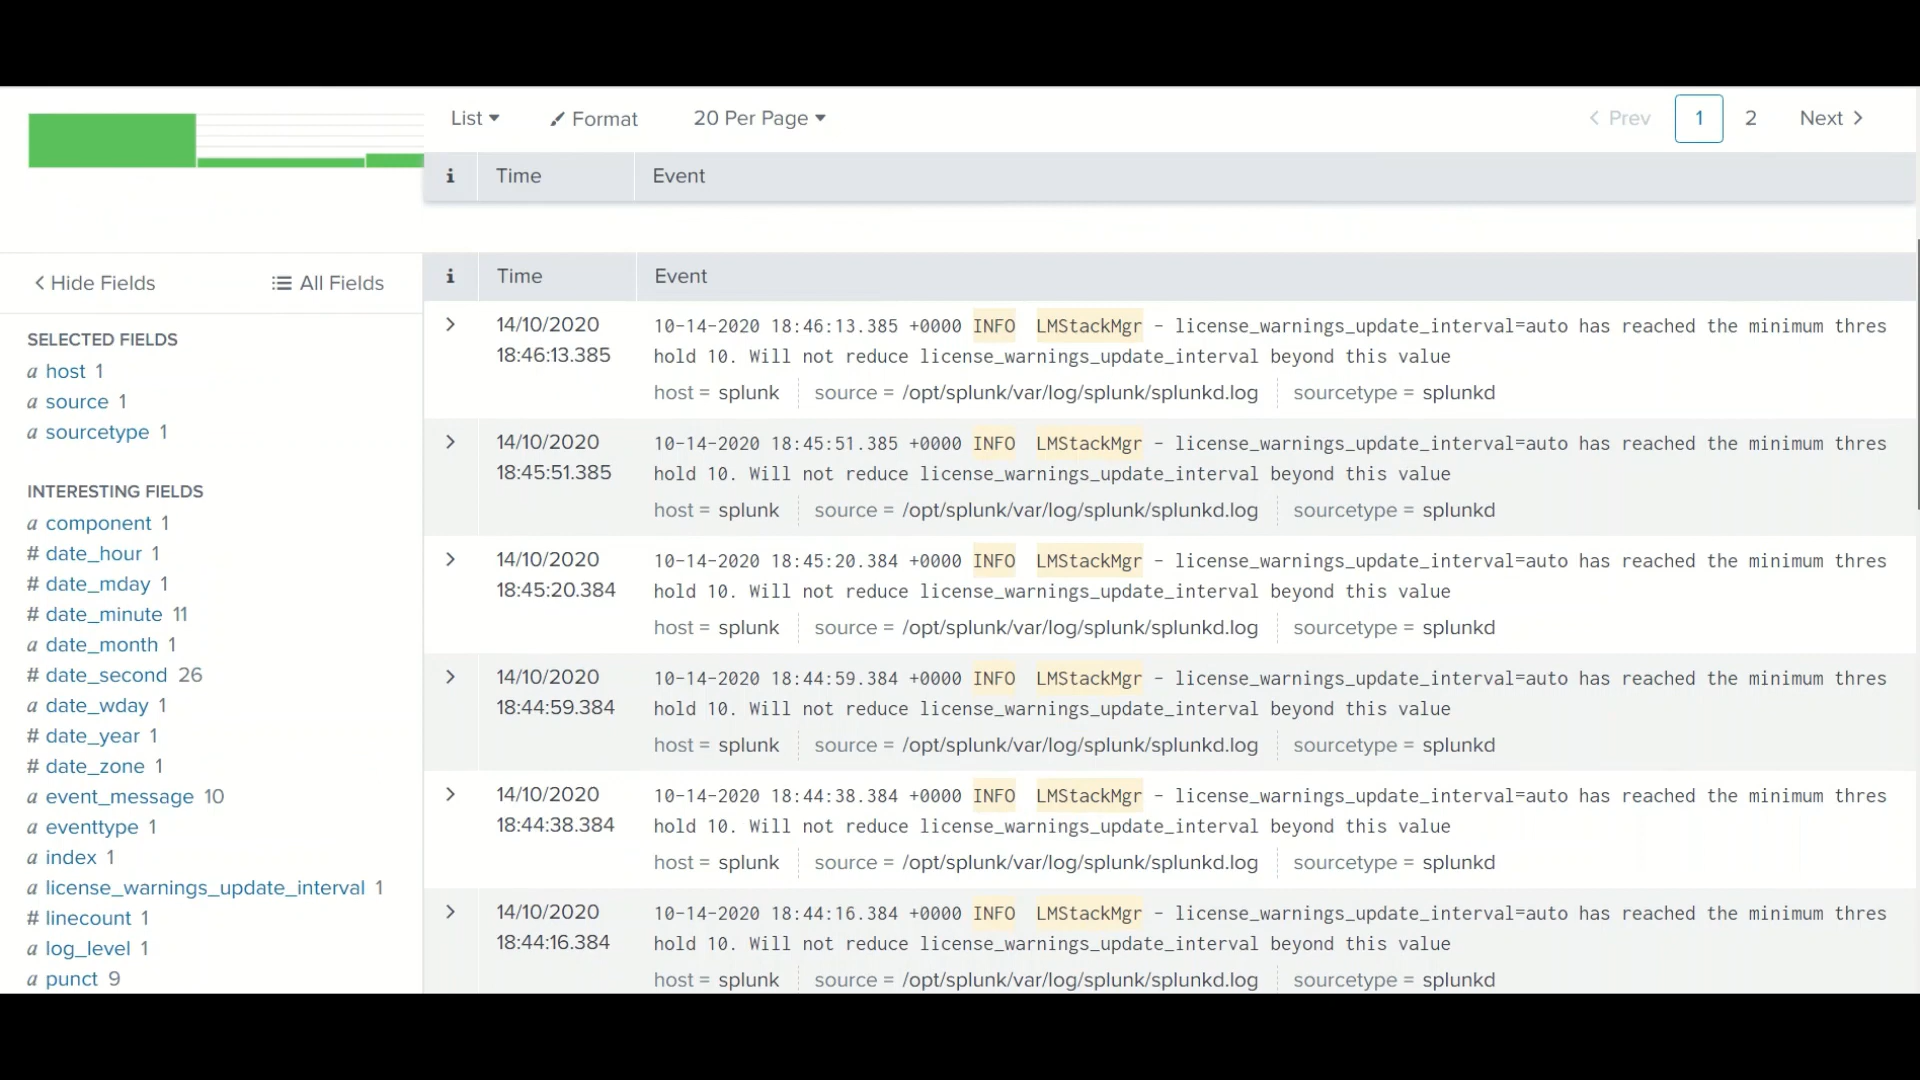 List
Format
20 Per Page
Prev
1
2
Next
i
Time
Event
Hide Fields
All Fields
i
Time
Event
SELECTED FIELDS
a host 1
a source 1
a sourcetype 1
INTERESTING FIELDS
a component 1
# date_hour 1
# date_mday 1
# date_minute 11
a date_month 1
# date_second 26
a date_wday 1
# date_year 1
# date_zone 1
a event_message 10
a eventtype 1
a index 1
a license_warnings_update_interval 1
# linecount 1
a log_level 1
a punct 9
14/10/2020
18:46:13.385
10-14-2020 18:46:13.385 +0000 INFO LMStackMgr - license_warnings_update_interval=auto has reached the minimum thres
hold 10. Will not reduce license_warnings_update_interval beyond this value
host = splunk source = /opt/splunk/var/log/splunk/splunkd.log sourcetype = splunkd
14/10/2020
18:45:51.385
10-14-2020 18:45:51.385 +0000 INFO LMStackMgr - license_warnings_update_interval=auto has reached the minimum thres
hold 10. Will not reduce license_warnings_update_interval beyond this value
host = splunk source = /opt/splunk/var/log/splunk/splunkd.log sourcetype = splunkd
14/10/2020
18:45:20.384
10-14-2020 18:45:20.384 +0000 INFO LMStackMgr - license_warnings_update_interval=auto has reached the minimum thres
hold 10. Will not reduce license_warnings_update_interval beyond this value
host = splunk source = /opt/splunk/var/log/splunk/splunkd.log sourcetype = splunkd
14/10/2020
18:44:59.384
10-14-2020 18:44:59.384 +0000 INFO LMStackMgr - license_warnings_update_interval=auto has reached the minimum thres
hold 10. Will not reduce license_warnings_update_interval beyond this value
host = splunk source = /opt/splunk/var/log/splunk/splunkd.log sourcetype = splunkd
14/10/2020
18:44:38.384
10-14-2020 18:44:38.384 +0000 INFO LMStackMgr - license_warnings_update_interval=auto has reached the minimum thres
hold 10. Will not reduce license_warnings_update_interval beyond this value
host = splunk source = /opt/splunk/var/log/splunk/splunkd.log sourcetype = splunkd
14/10/2020
18:44:16.384
10-14-2020 18:44:16.384 +0000 INFO LMStackMgr - license_warnings_update_interval=auto has reached the minimum thres
hold 10. Will not reduce license_warnings_update_interval beyond this value
host = splunk source = /opt/splunk/var/log/splunk/splunkd.log sourcetype = splunkd